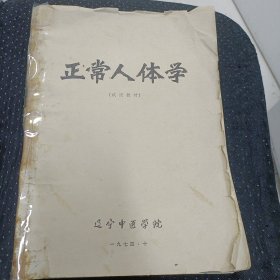 正常人体学
（试用教材）
辽宁中医学院
一九七四·十